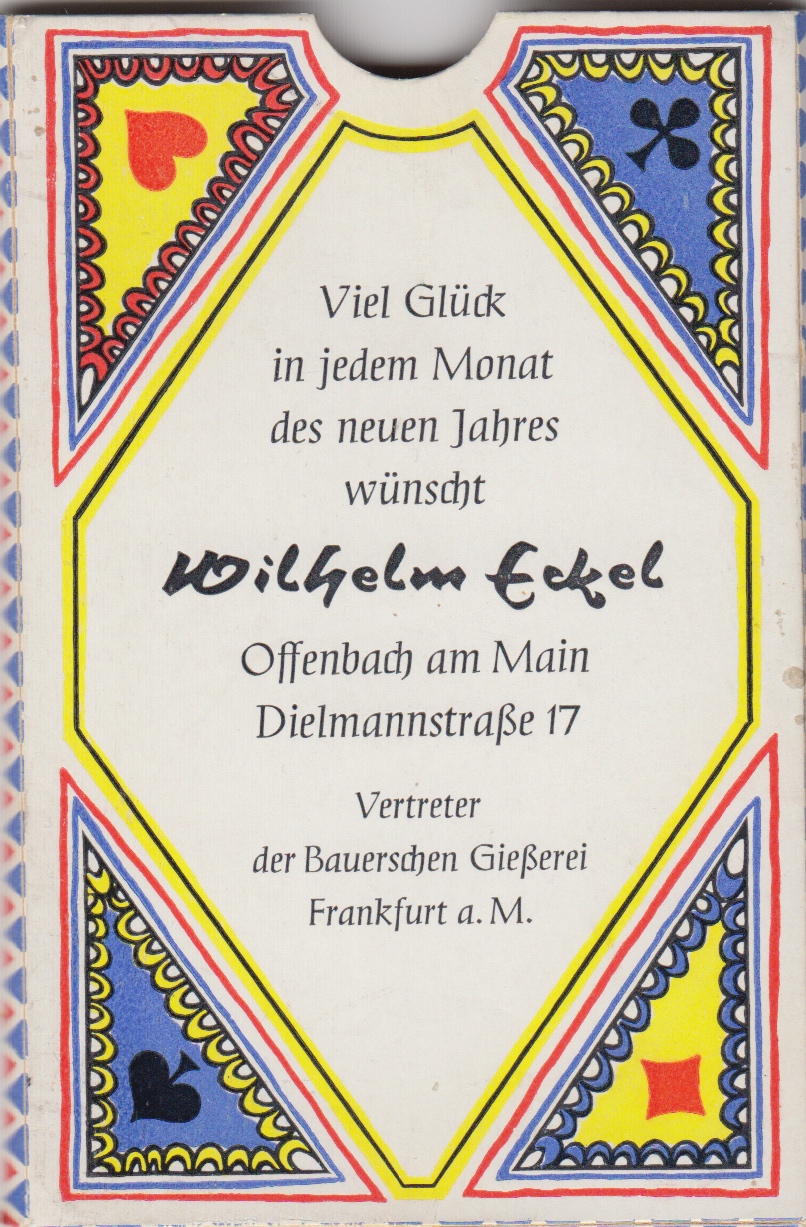 Viel Glück
in jedem Monat
des neuen Jahres
wünscht
Wilhelm Eckel
Offenbach am Main
Dielmannstraße 17
Vertreter
der Bauerschen Gießerei
Frankfurt a. M.